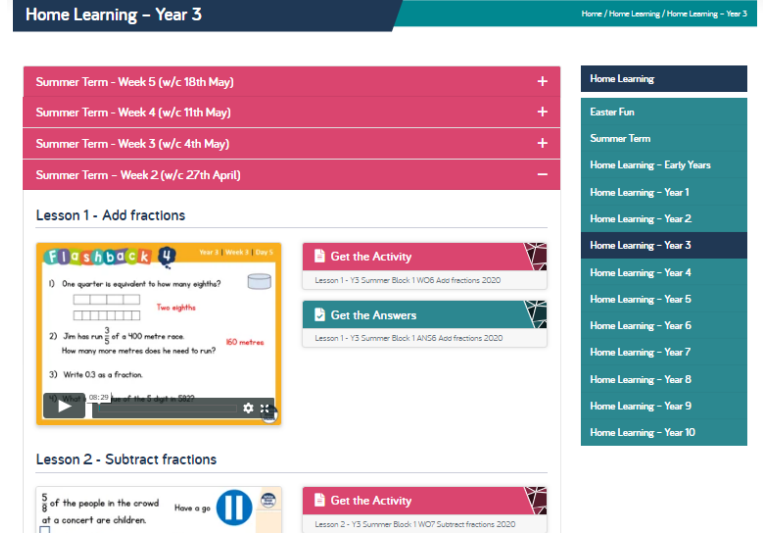 Home Learning – Year 3
Home / Home Learning / Home Learning – Year 3
Summer Term - Week 5 (w/c 18th May)
Summer Term - Week 4 (w/c 11th May)
Summer Term - Week 3 (w/c 4th May)
Summer Term – Week 2 (w/c 27th April)
Lesson 1 - Add fractions
Flashback 4
Year 3 | Week 3 | Day 5
1) One quarter is equivalent to how many eighths?
Two eighths
2) Jim has run 3/5 of a 400 metre race.
How many more metres does he need to run?
160 metres
3) Write 0.3 as a fraction.
of the 5 digit in 582?
08:29
Get the Activity
Lesson 1 - Y3 Summer Block 1 WO6 Add fractions 2020
Get the Answers
Lesson 1 - Y3 Summer Block 1 ANS6 Add fractions 2020
Lesson 2 - Subtract fractions
5/8 of the people in the crowd
at a concert are children.
Have a go
Get the Activity
Lesson 2 - Y3 Summer Block 1 WO7 Subtract fractions 2020
Home Learning
Easter Fun
Summer Term
Home Learning – Early Years
Home Learning – Year 1
Home Learning – Year 2
Home Learning – Year 3
Home Learning – Year 4
Home Learning – Year 5
Home Learning – Year 6
Home Learning – Year 7
Home Learning – Year 8
Home Learning – Year 9
Home Learning – Year 10